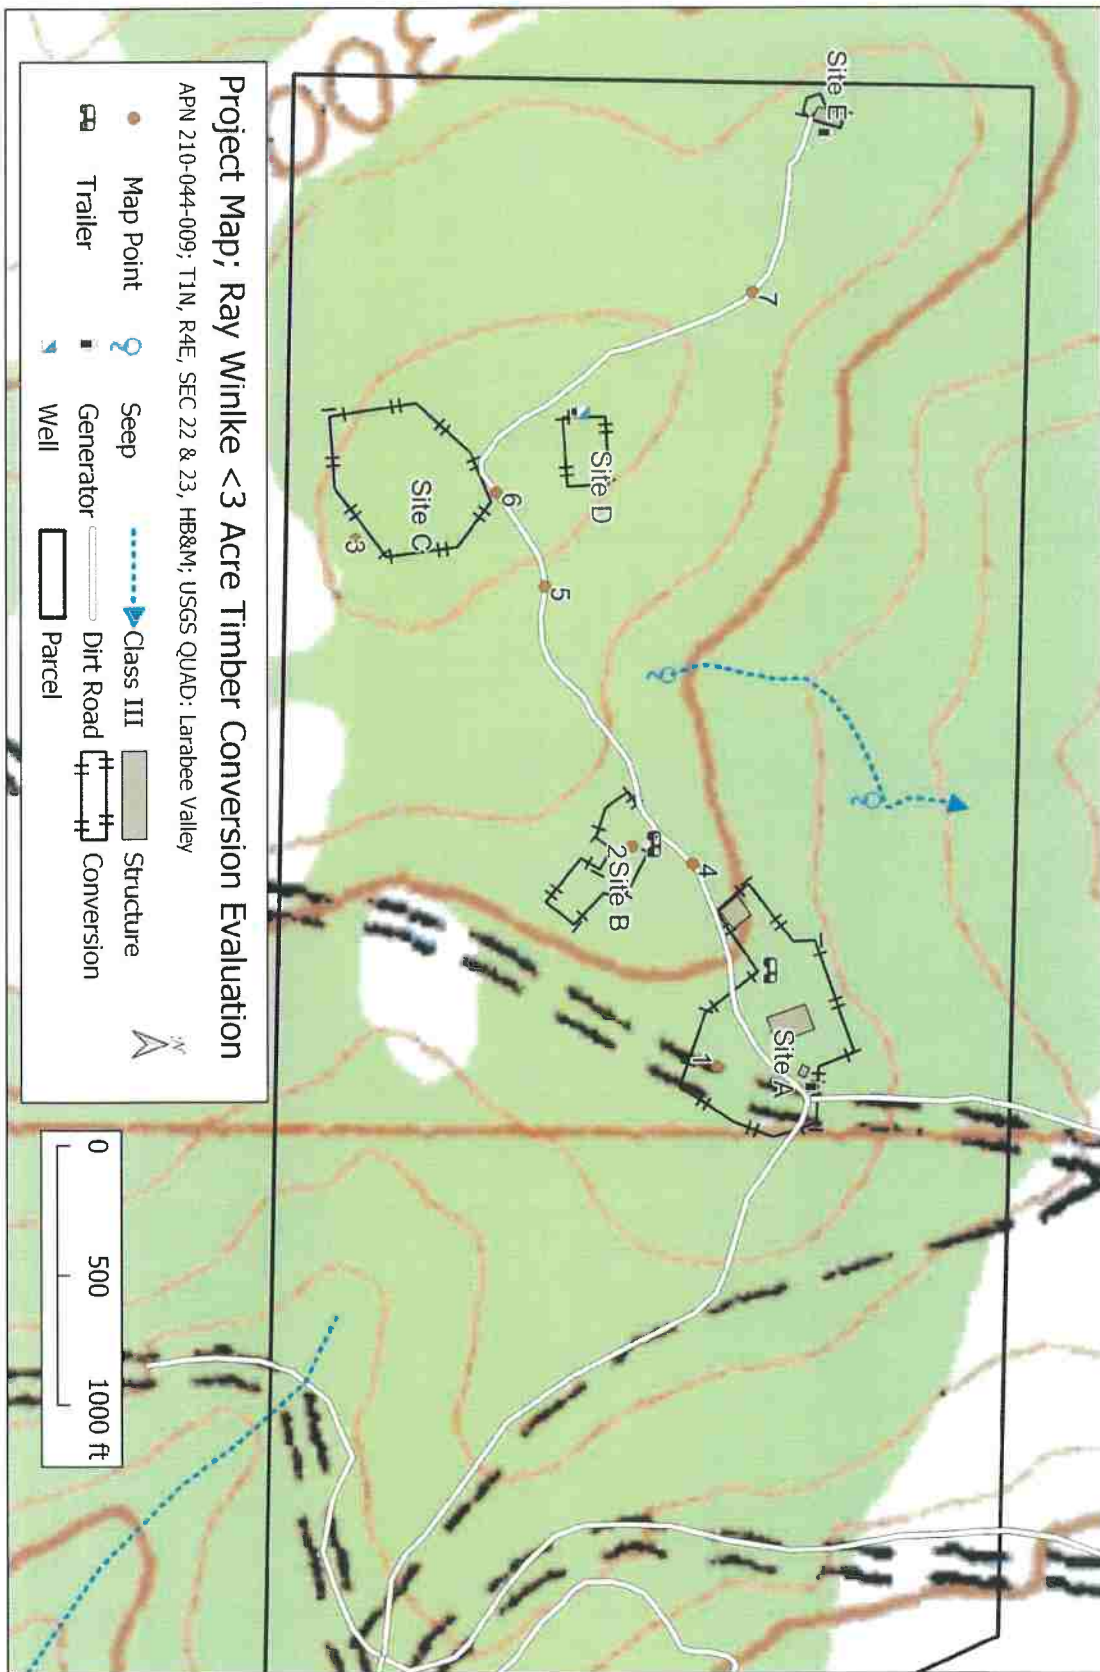 Project Map; Ray Winlke <3 Acre Timber Conversion Evaluation
APN 210-044-009; T1N, R4E, SEC 22 & 23, HB&M; USGS QUAD: Larabee Valley
Map Point
Seep
Class III
Structure
Trailer
Generator
Dirt Road
Conversion
Well
Parcel
N
0 500 1000 ft
Site E
7
Site D
Site C
6
3
5
2
Site B
4
Site A
1
300